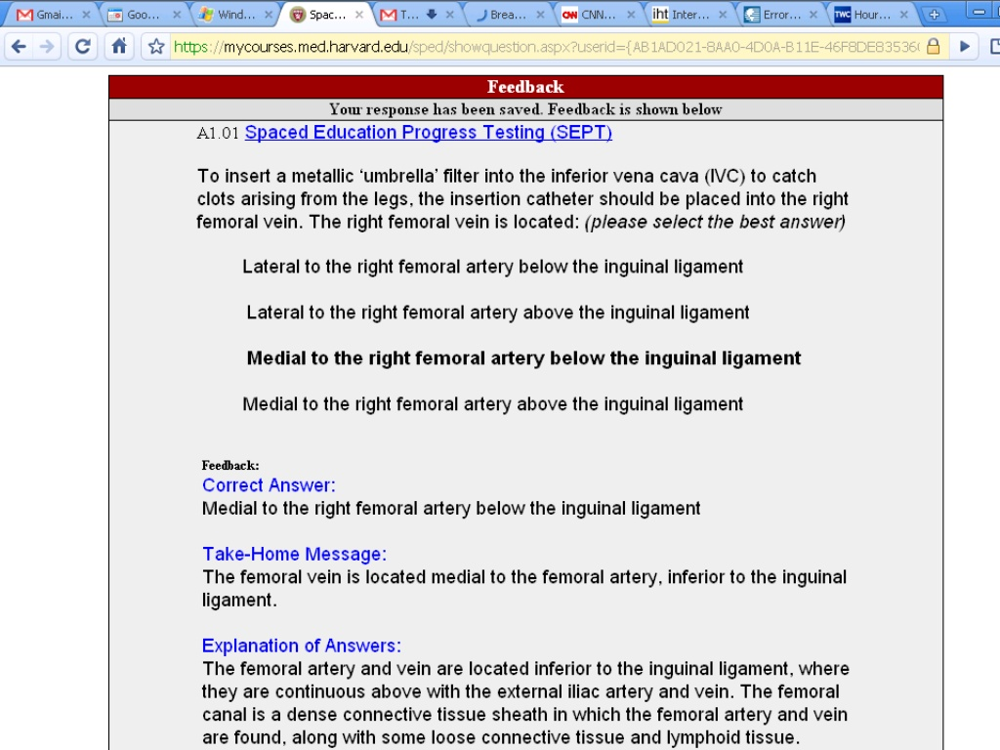 Gmai...
Goo...
Wind...
Spac...
T...
Brea...
CNN CNN...
iht Inter...
Error...
TWC Hour...
https://mycourses.med.harvard.edu/sped/showquestion.aspx?userid={AB1AD021-8AA0-4D0A-B11E-46F8DE83536
Feedback
Your response has been saved. Feedback is shown below
A1.01 Spaced Education Progress Testing (SEPT)
To insert a metallic ‘umbrella’ filter into the inferior vena cava (IVC) to catch
clots arising from the legs, the insertion catheter should be placed into the right
femoral vein. The right femoral vein is located: (please select the best answer)
Lateral to the right femoral artery below the inguinal ligament
Lateral to the right femoral artery above the inguinal ligament
Medial to the right femoral artery below the inguinal ligament
Medial to the right femoral artery above the inguinal ligament
Feedback:
Correct Answer:
Medial to the right femoral artery below the inguinal ligament
Take-Home Message:
The femoral vein is located medial to the femoral artery, inferior to the inguinal
ligament.
Explanation of Answers:
The femoral artery and vein are located inferior to the inguinal ligament, where
they are continuous above with the external iliac artery and vein. The femoral
canal is a dense connective tissue sheath in which the femoral artery and vein
are found, along with some loose connective tissue and lymphoid tissue.